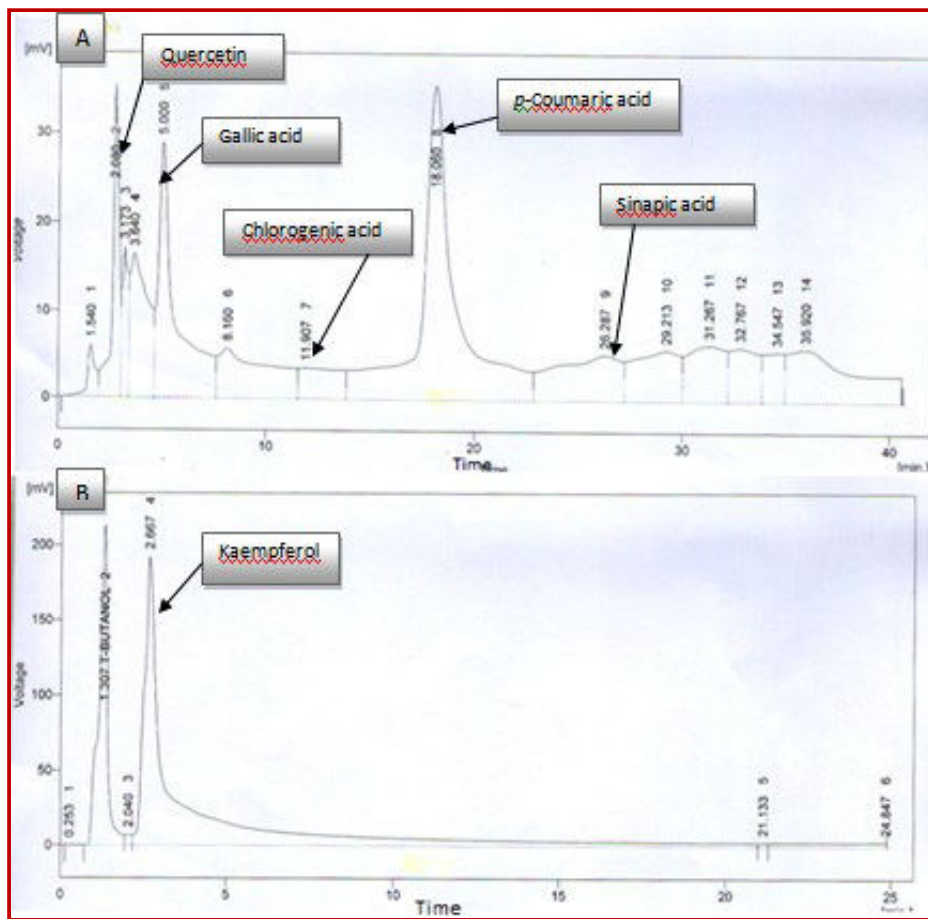 A
[mV]
Quercetin
p-Coumaric acid
Gallic acid
Chlorogenic acid
Sinapic acid
30
20
10
0
Voltage
1.540 1
2
3.173 3
3.640 4
5.000 5
8.160 6
11.907 7
18.060 8
26.287 9
29.213 10
31.267 11
32.767 12
34.547 13
35.920 14
0 10 20 30 40
Time
[min.]
B
[mV]
Kaempferol
200
150
100
50
0
Voltage
0.253 1
1.307 T-BUTANOL 2
2.040 3
2.667 4
21.133 5
24.847 6
0 5 10 15 20 25
Time